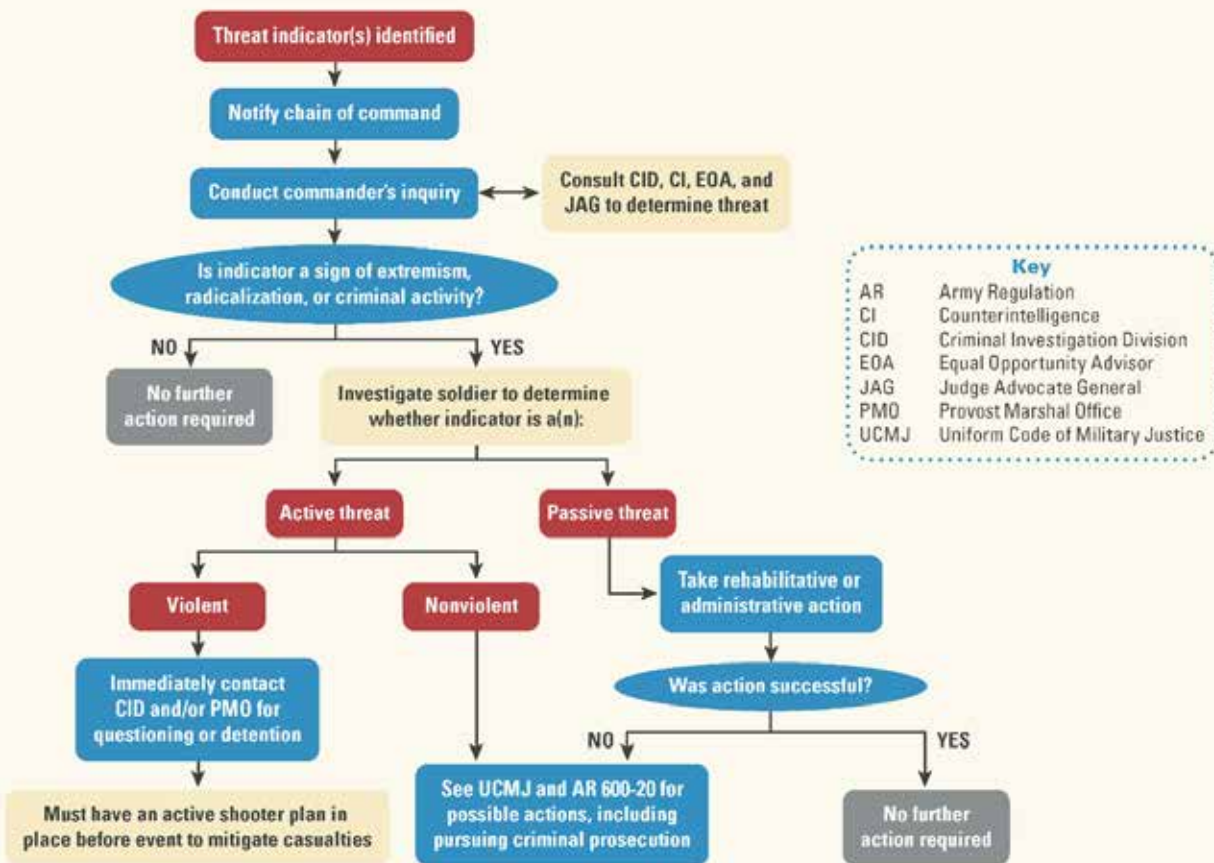 Threat indicator(s) identified
Notify chain of command
Conduct commander's inquiry
Consult CID, CI, EOA, and
JAG to determine threat
Is indicator a sign of extremism,
radicalization, or criminal activity?
NO
YES
No further
action required
Investigate soldier to determine
whether indicator is a(n):
Key
AR Army Regulation
CI Counterintelligence
CID Criminal Investigation Division
EOA Equal Opportunity Advisor
JAG Judge Advocate General
PMO Provost Marshal Office
UCMJ Uniform Code of Military Justice
Active threat
Passive threat
Violent
Nonviolent
Take rehabilitative or
administrative action
Immediately contact
CID and/or PMO for
questioning or detention
Was action successful?
NO
YES
Must have an active shooter plan in
place before event to mitigate casualties
See UCMJ and AR 600-20 for
possible actions, including
pursuing criminal prosecution
No further
action required